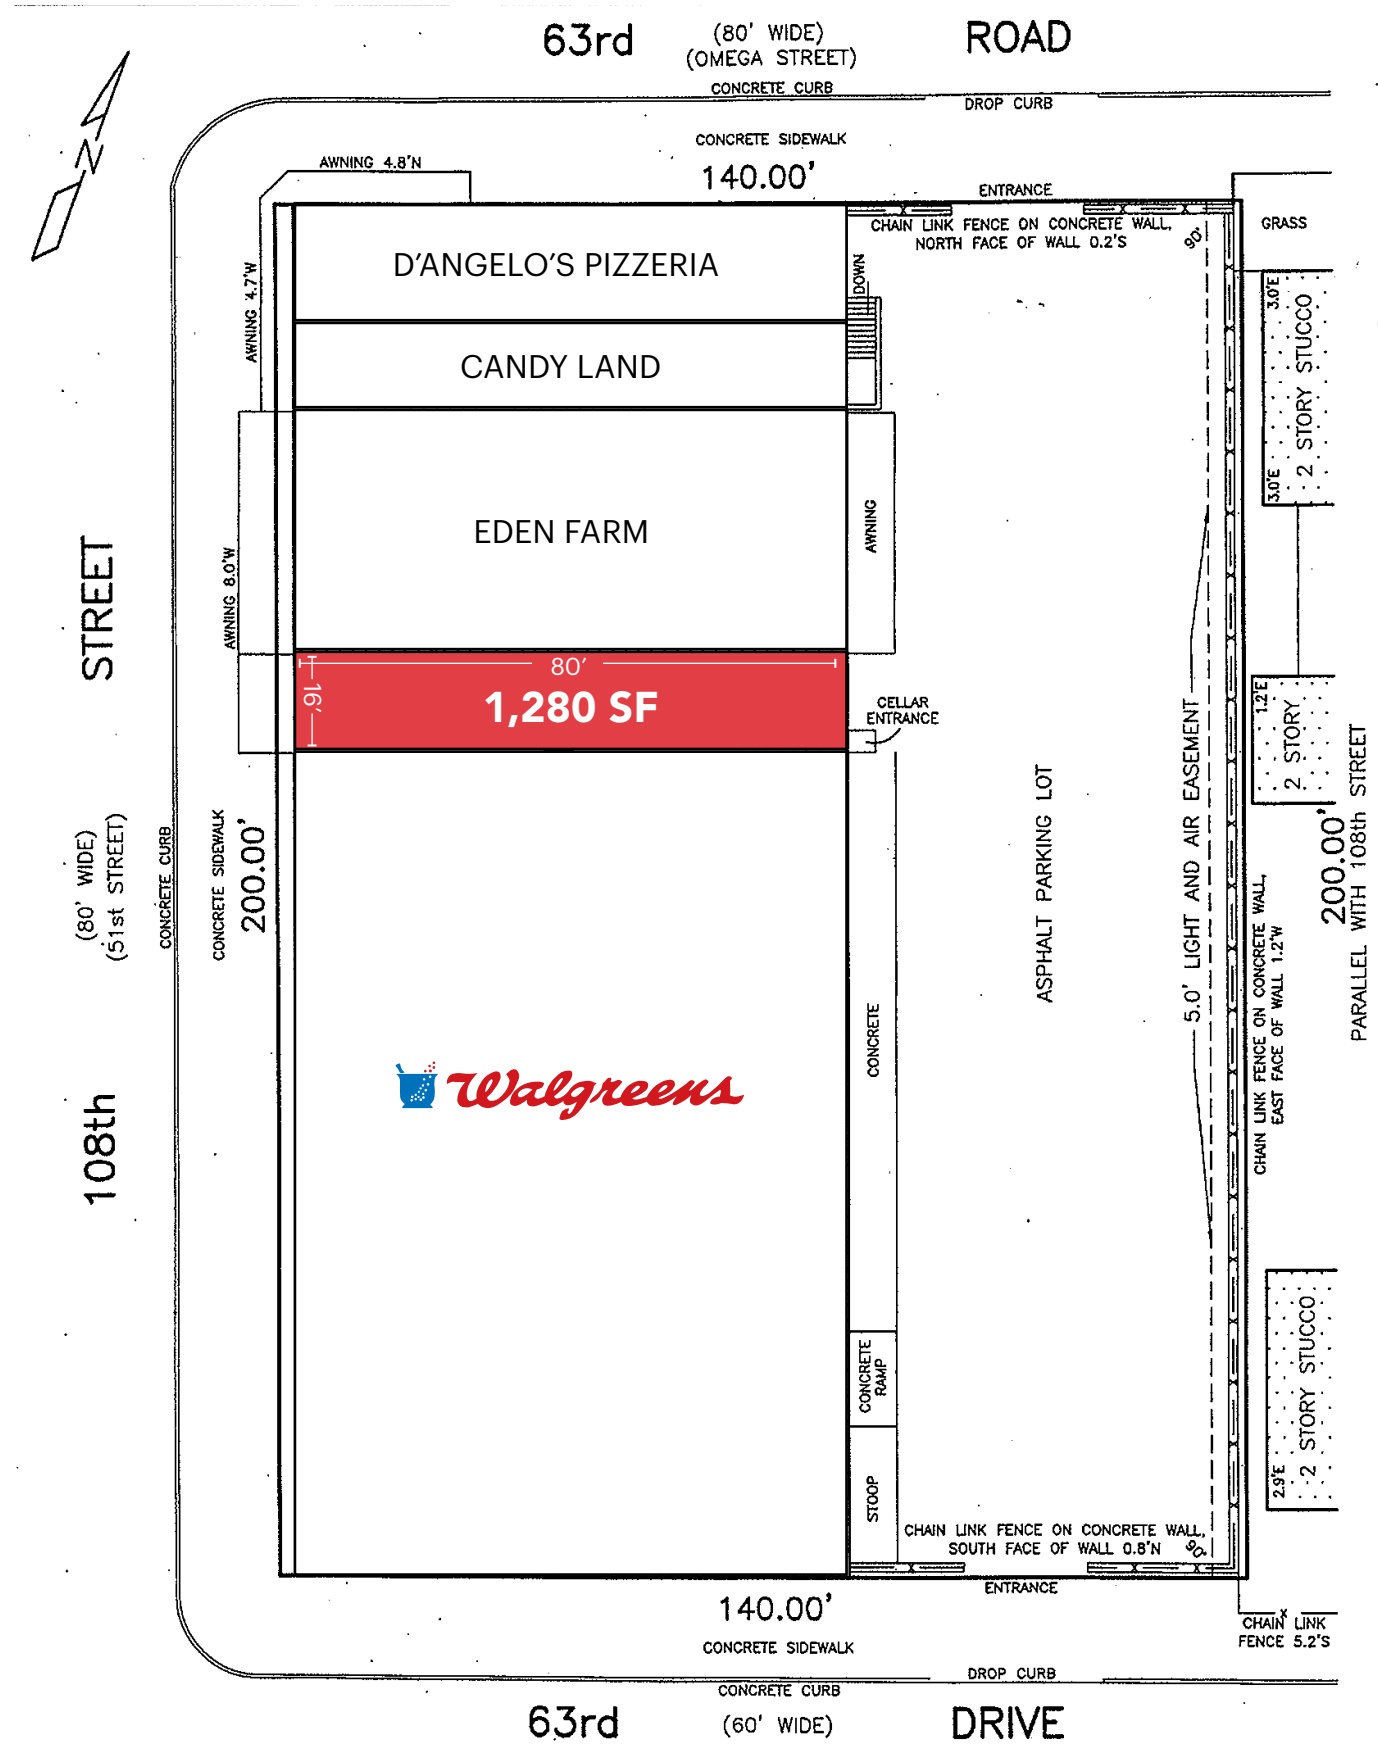 63rd (80' WIDE) ROAD
(OMEGA STREET)
CONCRETE CURB
DROP CURB
CONCRETE SIDEWALK
AWNING 4.8'N
140.00'
ENTRANCE
CHAIN LINK FENCE ON CONCRETE WALL,
NORTH FACE OF WALL 0.2'S
90'
GRASS
N
D'ANGELO'S PIZZERIA
DOWN
AWNING 4.7'W
CANDY LAND
3.0'E
2 STORY STUCCO
3.0'E
EDEN FARM
AWNING
AWNING 8.0'W
STREET
80'
16'
1,280 SF
CELLAR
ENTRANCE
1.2'E
2 STORY
5.0' LIGHT AND AIR EASEMENT
ASPHALT PARKING LOT
200.00'
PARALLEL WITH 108th STREET
(80' WIDE)
(51st STREET)
CONCRETE CURB
CONCRETE SIDEWALK
200.00'
CHAIN LINK FENCE ON CONCRETE WALL,
EAST FACE OF WALL 1.2'W
CONCRETE
Walgreens
108th
CONCRETE
RAMP
2 STORY STUCCO
2.9'E
STOOP
CHAIN LINK FENCE ON CONCRETE WALL,
SOUTH FACE OF WALL 0.8'N
90'
ENTRANCE
140.00'
CHAIN LINK
FENCE 5.2'S
CONCRETE SIDEWALK
DROP CURB
CONCRETE CURB
63rd (60' WIDE) DRIVE